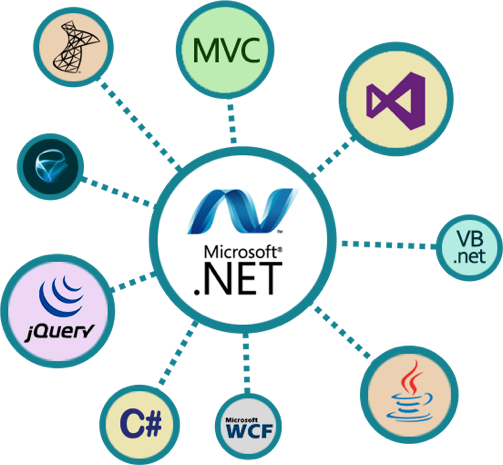 MVC
VB
.net
Microsoft®
.NET
jQuery
C#
Microsoft
WCF